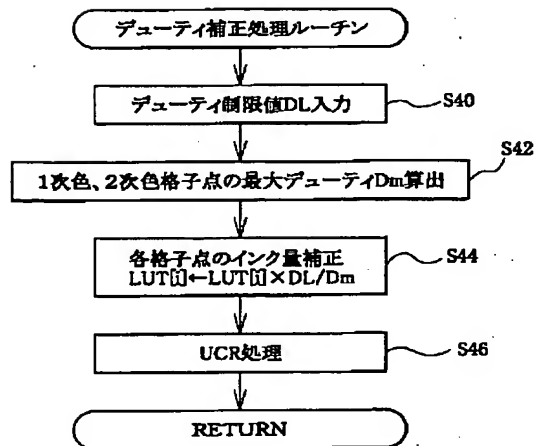 デューティ補正処理ルーチン
デューティ制限値DL入力
S40
1次色、2次色格子点の最大デューティDm算出
S42
各格子点のインク量補正
LUT[i]←LUT[i]×DL/Dm
S44
UCR処理
S46
RETURN